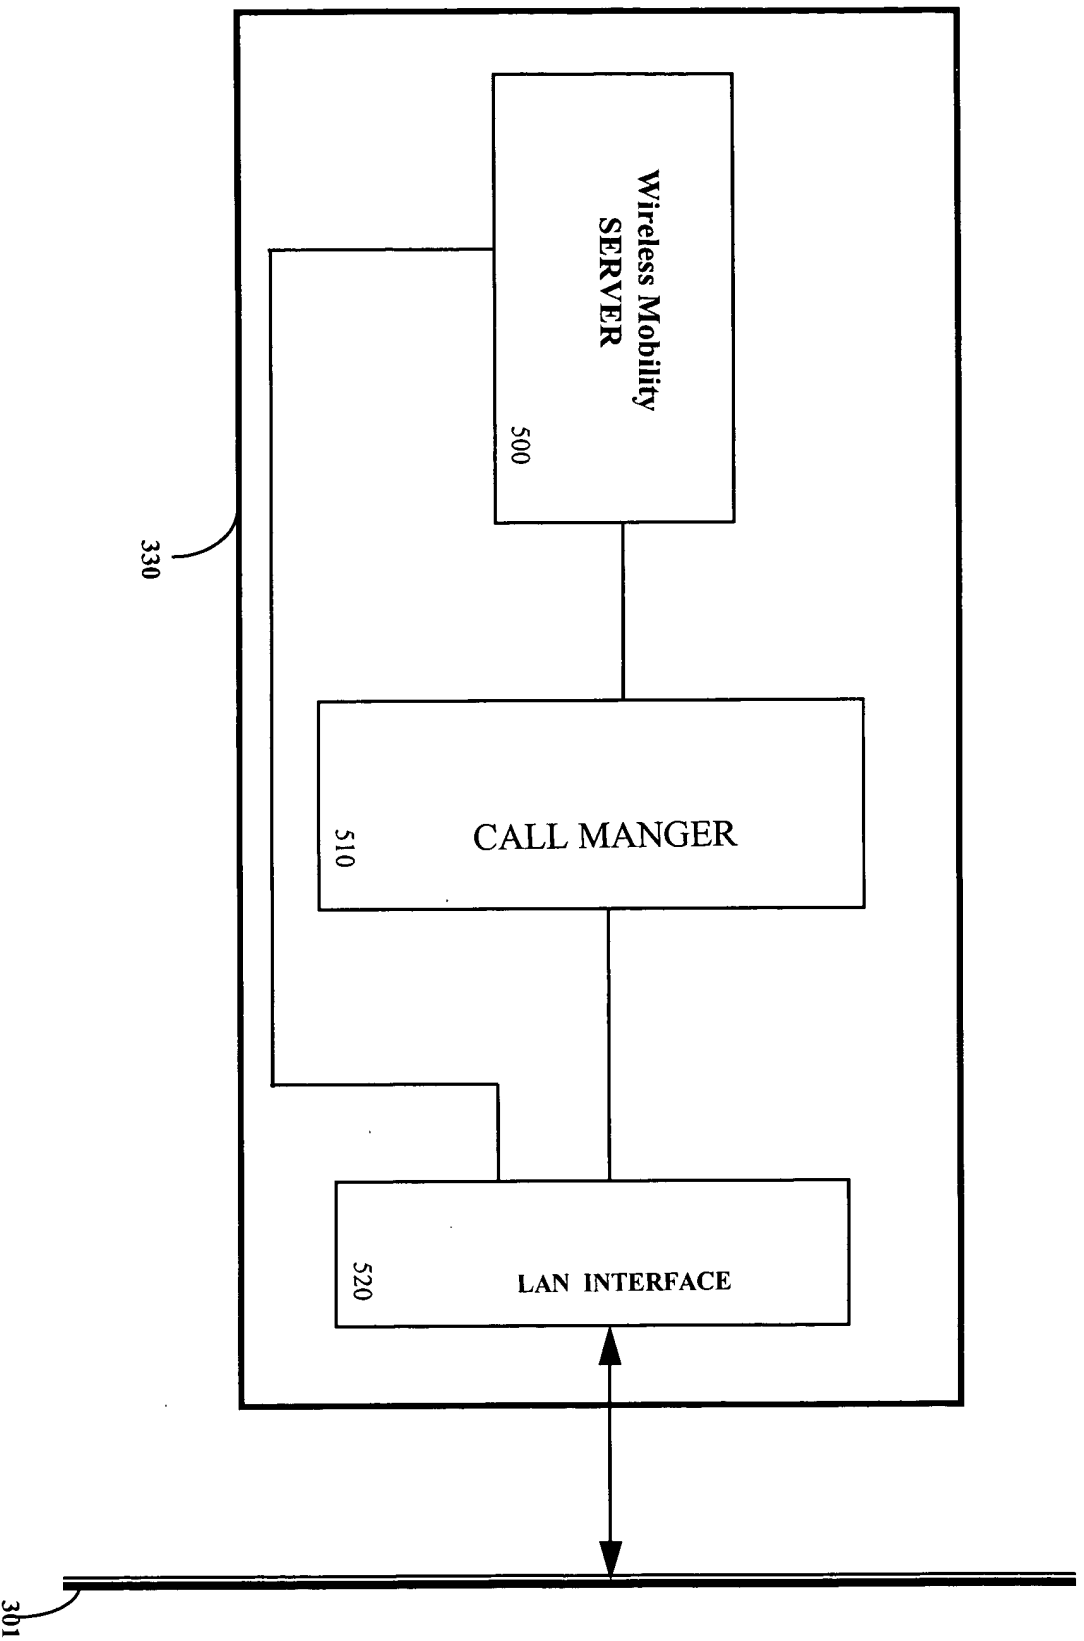 Wireless Mobility
SERVER
500
330
CALL MANGER
510
LAN INTERFACE
520
301